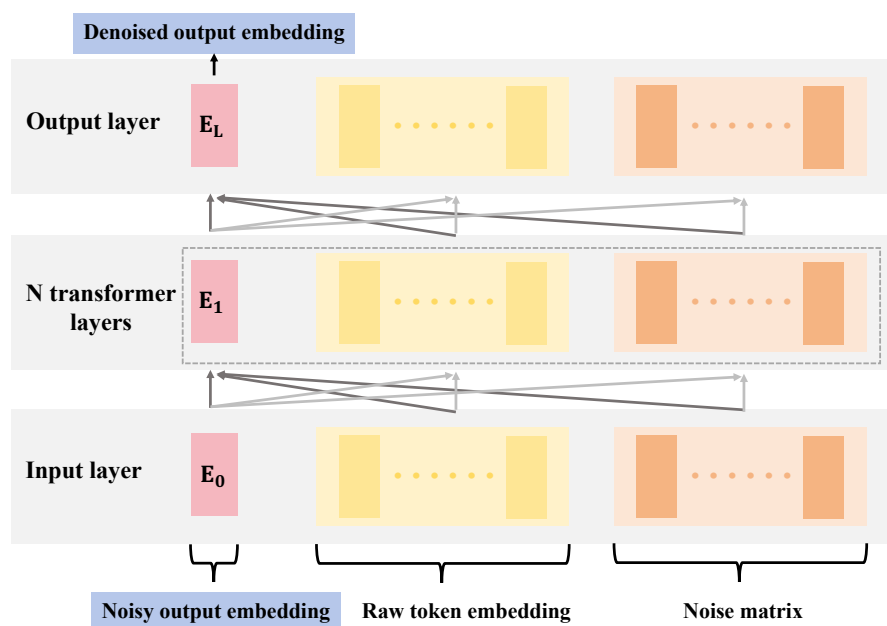 Denoised output embedding
Output layer
E_L
N transformer
layers
E_1
Input layer
E_0
Noisy output embedding
Raw token embedding
Noise matrix